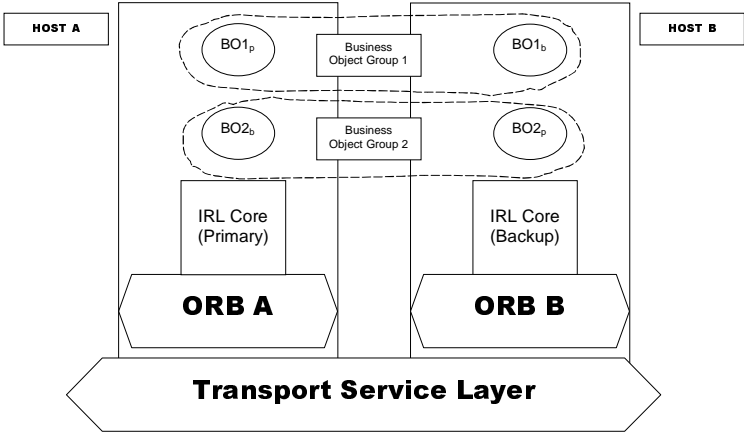 HOST A
HOST B
BO1p
Business
Object Group 1
BO1b
BO2b
Business
Object Group 2
BO2p
IRL Core
(Primary)
IRL Core
(Backup)
ORB A
ORB B
Transport Service Layer